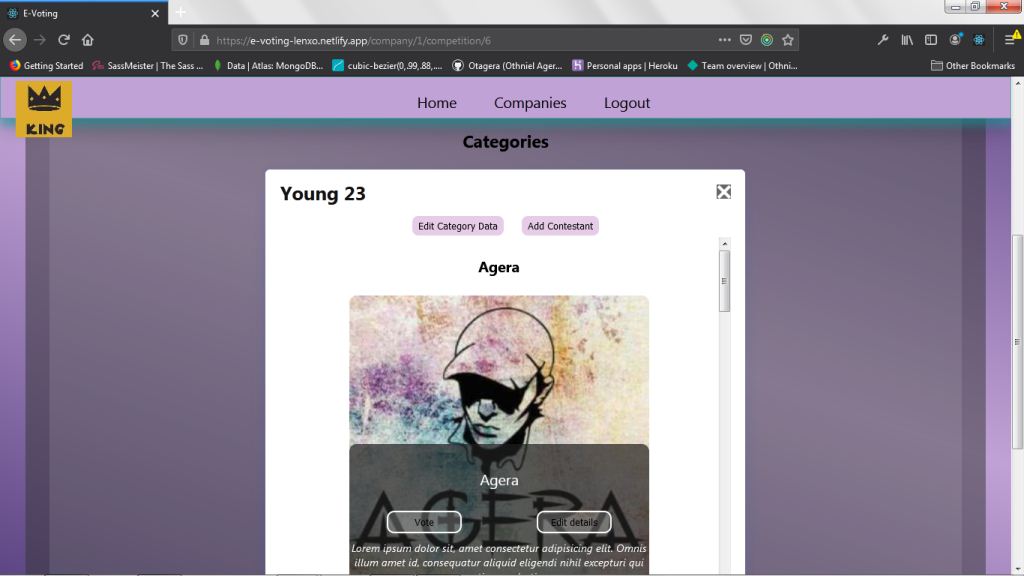 E-Voting
https://e-voting-lenxo.netlify.app/company/1/competition/6
Getting Started SassMeister | The Sass ... Data | Atlas: MongoDB... cubic-bezier(0,.99,.88,.... Otagera (Othniel Ager... Personal apps | Heroku Team overview | Othni... Other Bookmarks
KING
Home Companies Logout
Categories
Young 23
Edit Category Data Add Contestant
Agera
Agera
AGERA
Vote Edit details
Lorem ipsum dolor sit, amet consectetur adipisicing elit. Omnis
illum amet id, consequatur aliquid eligendi nihil excepturi qui